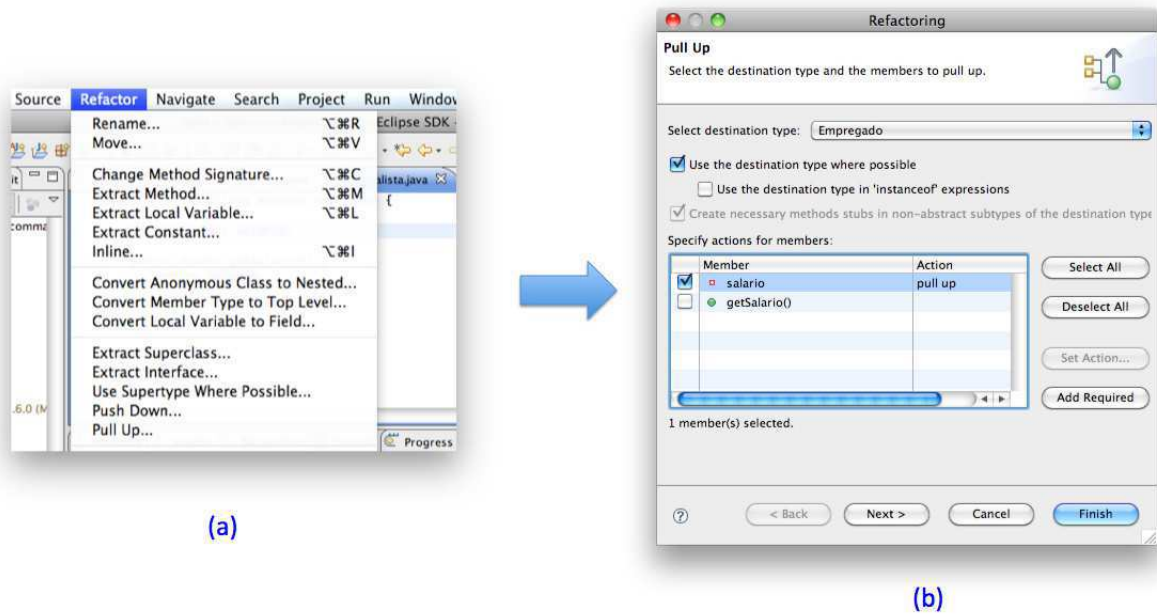 Source Refactor Navigate Search Project Run Window
Rename... ⌥⌘R
Eclipse SDK -
Move... ⌥⌘V
Change Method Signature... ⌥⌘C
alista.java
Extract Method... ⌥⌘M
{
Extract Local Variable... ⌥⌘L
Extract Constant...
comma
Inline... ⌥⌘I
Convert Anonymous Class to Nested...
Convert Member Type to Top Level...
Convert Local Variable to Field...
Extract Superclass...
Extract Interface...
Use Supertype Where Possible...
.6.0 (M
Push Down...
Pull Up...
Progress
(a)
Refactoring
Pull Up
Select the destination type and the members to pull up.
Select destination type: Empregado
Use the destination type where possible
Use the destination type in 'instanceof' expressions
Create necessary methods stubs in non-abstract subtypes of the destination type
Specify actions for members:
Member Action
salario pull up
getSalario()
Select All
Deselect All
Set Action...
Add Required
1 member(s) selected.
? < Back Next > Cancel Finish
(b)